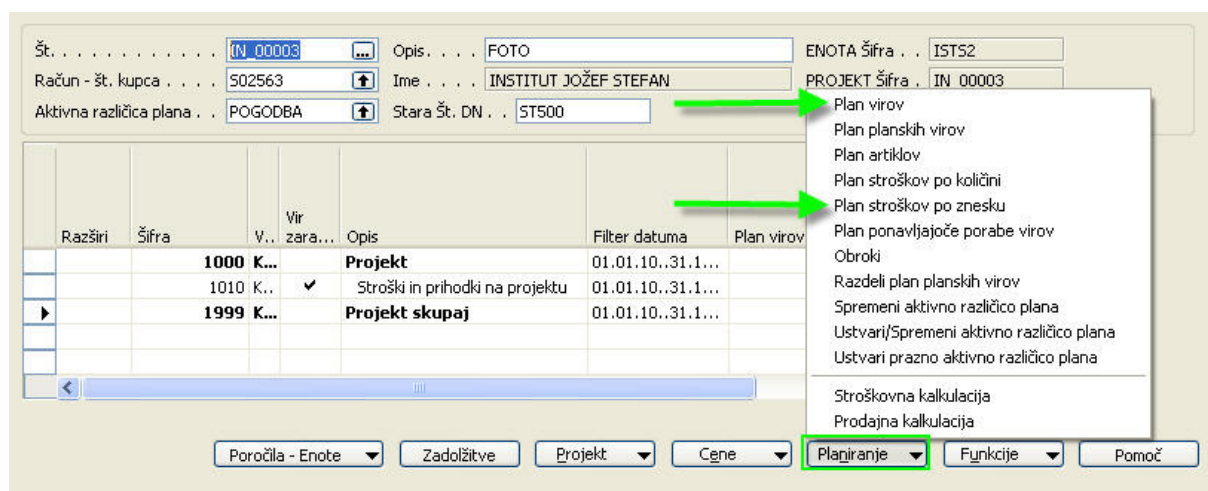 Št. . . . . . . . . . . . . IN_00003 ... Opis. . . . FOTO ENOTA Šifra . . ISTS2
Račun - št. kupca . . . . S02563 Ime . . . . INSTITUT JOŽEF STEFAN PROJEKT Šifra . IN_00003
Aktivna različica plana . . POGODBA Stara Št. DN . . ST500
Plan virov
Plan planskih virov
Plan artiklov
Plan stroškov po količini
Plan stroškov po znesku
Plan ponavljajoče porabe virov
Obroki
Razdeli plan planskih virov
Spremeni aktivno različico plana
Ustvari/Spremeni aktivno različico plana
Ustvari prazno aktivno različico plana
Stroškovna kalkulacija
Prodajna kalkulacija
Razširi Šifra V.. Vir zara... Opis Filter datuma Plan virov
1000 K... Projekt 01.01.10..31.1...
1010 K.. Stroški in prihodki na projektu 01.01.10..31.1...
1999 K... Projekt skupaj 01.01.10..31.1...
Poročila - Enote Zadolžitve Projekt Cene Planiranje Funkcije Pomoč